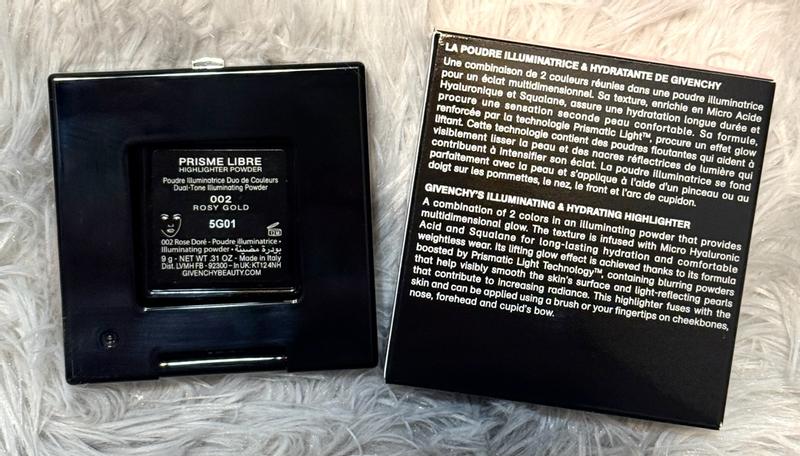 PRISME LIBRE
HIGHLIGHTER POWDER
Poudre Illuminatrice Duo de Couleurs
Dual-Tone Illuminating Powder
002
ROSY GOLD
5G01
12M
002 Rose Doré • Poudre illuminatrice •
Illuminating powder • بودرة مضيئة •
9 g - NET WT .31 OZ - Made in Italy
Dist. LVMH FB - 92300 - In UK: KT12 4NH
GIVENCHYBEAUTY.COM
LA POUDRE ILLUMINATRICE & HYDRATANTE DE GIVENCHY
Une combinaison de 2 couleurs réunies dans une poudre illuminatrice
pour un éclat multidimensionnel. Sa texture, enrichie en Micro Acide
Hyaluronique et Squalane, assure une hydratation longue durée et
procure une sensation seconde peau confortable. Sa formule,
renforcée par la technologie Prismatic Light™, procure un effet glow
liftant. Cette technologie contient des poudres floutantes qui aident à
visiblement lisser la peau et des nacres réflectrices de lumière qui
contribuent à intensifier son éclat. La poudre illuminatrice se fond
parfaitement avec la peau et s'applique à l'aide d'un pinceau ou au
doigt sur les pommettes, le nez, le front et l'arc de cupidon.
GIVENCHY'S ILLUMINATING & HYDRATING HIGHLIGHTER
A combination of 2 colors in an illuminating powder that provides
multidimensional glow. The texture is infused with Micro Hyaluronic
Acid and Squalane for long-lasting hydration and comfortable
weightless wear. Its lifting glow effect is achieved thanks to its formula
boosted by Prismatic Light Technology™, containing blurring powders
that help visibly smooth the skin's surface and light-reflecting pearls
that contribute to increasing radiance. This highlighter fuses with the
skin and can be applied using a brush or your fingertips on cheekbones,
nose, forehead and cupid's bow.